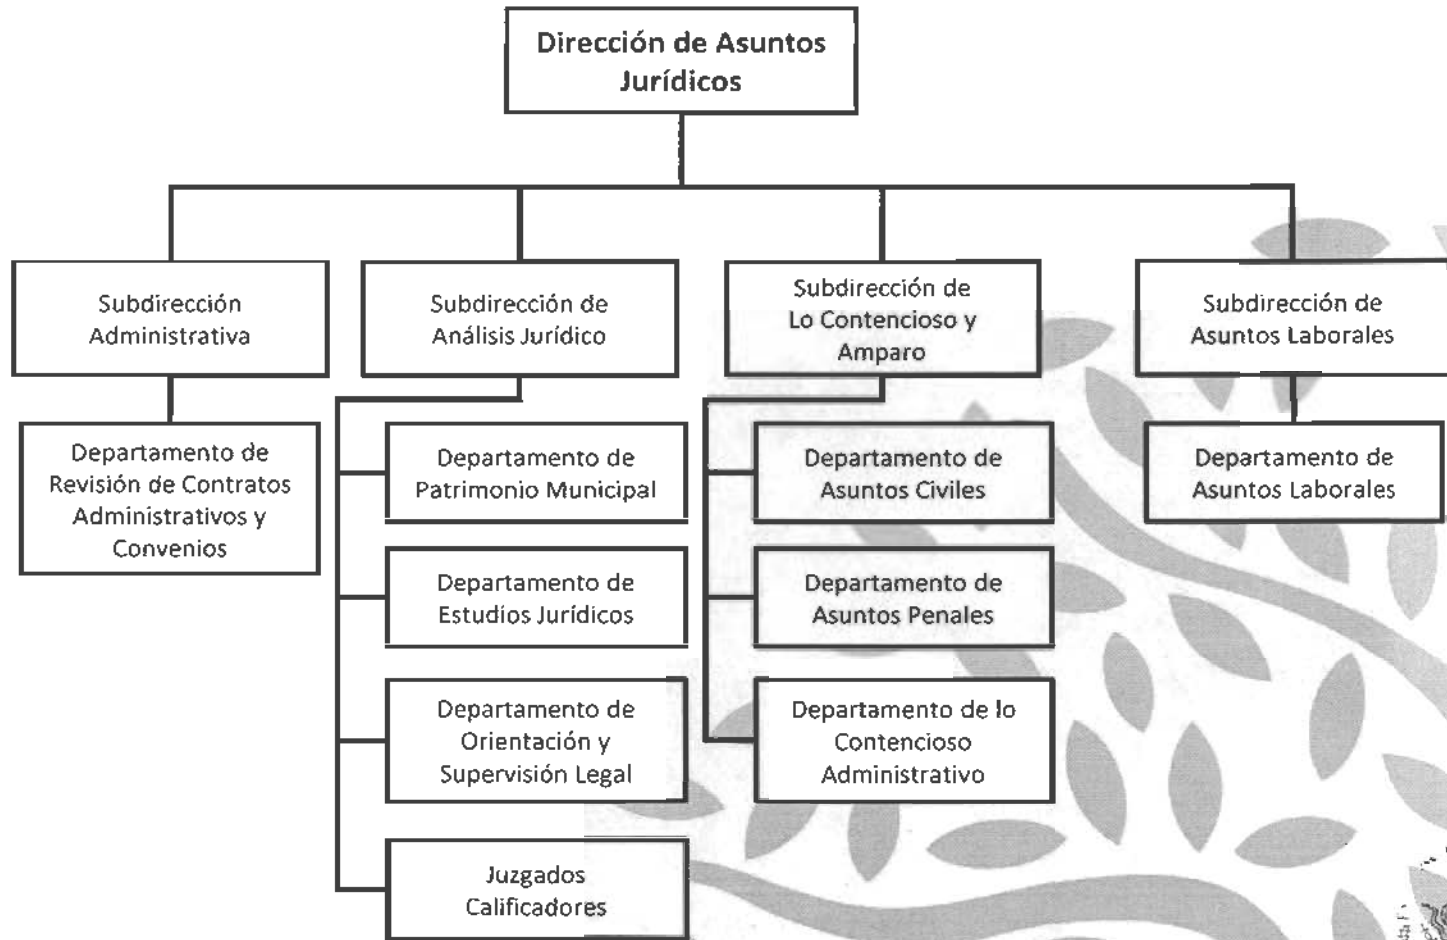 Dirección de Asuntos
Jurídicos
Subdirección
Administrativa
Subdirección de
Análisis Jurídico
Subdirección de
Lo Contencioso y
Amparo
Subdirección de
Asuntos Laborales
Departamento de
Revisión de Contratos
Administrativos y
Convenios
Departamento de
Patrimonio Municipal
Departamento de
Estudios Jurídicos
Departamento de
Orientación y
Supervisión Legal
Juzgados
Calificadores
Departamento de
Asuntos Civiles
Departamento de
Asuntos Penales
Departamento de lo
Contencioso
Administrativo
Departamento de
Asuntos Laborales